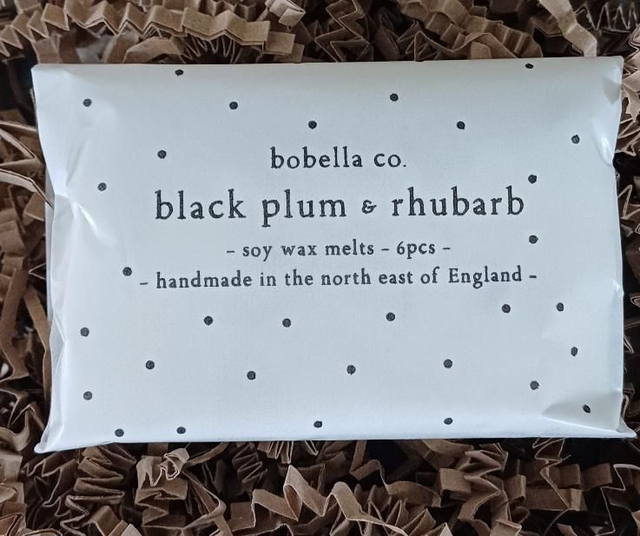 bobella co.
black plum & rhubarb
- soy wax melts - 6pcs -
- handmade in the north east of England -